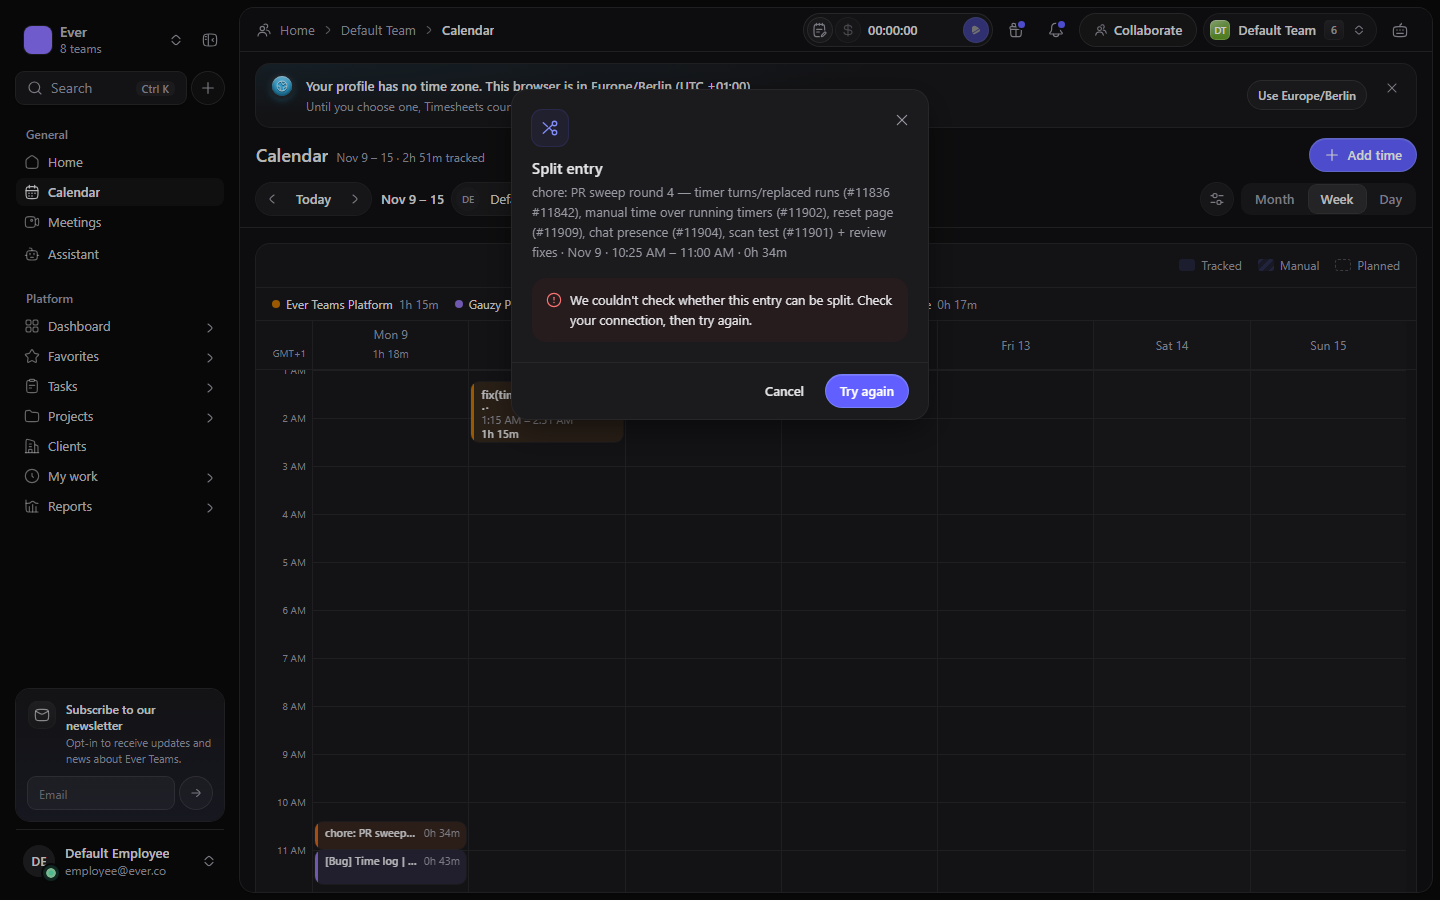 Ever
8 teams
Search
Ctrl K
General
Home
Calendar
Meetings
Assistant
Platform
Dashboard
Favorites
Tasks
Projects
Clients
My work
Reports
Subscribe to our
newsletter
Opt-in to receive updates and
news about Ever Teams.
Email
DE
Default Employee
employee@ever.co
Home
Default Team
Calendar
00:00:00
Collaborate
DT
Default Team
6
Your profile has no time zone. This browser is in Europe/Berlin (UTC +01:00)
Until you choose one, Timesheets
Use Europe/Berlin
Calendar
Nov 9 – 15 · 2h 51m tracked
Add time
Today
Nov 9 – 15
DE
Month
Week
Day
Tracked
Manual
Planned
Ever Teams Platform 1h 15m
Gauzy
0h 17m
GMT+1
Mon 9
1h 18m
Fri 13
Sat 14
Sun 15
1 AM
2 AM
3 AM
4 AM
5 AM
6 AM
7 AM
8 AM
9 AM
10 AM
11 AM
1:15 AM – 2:31 AM
1h 15m
chore: PR sweep... 0h 34m
[Bug] Time log | ... 0h 43m
Split entry
chore: PR sweep round 4 — timer turns/replaced runs (#11836
#11842), manual time over running timers (#11902), reset page
(#11909), chat presence (#11904), scan test (#11901) + review
fixes · Nov 9 · 10:25 AM – 11:00 AM · 0h 34m
We couldn't check whether this entry can be split. Check
your connection, then try again.
Cancel
Try again